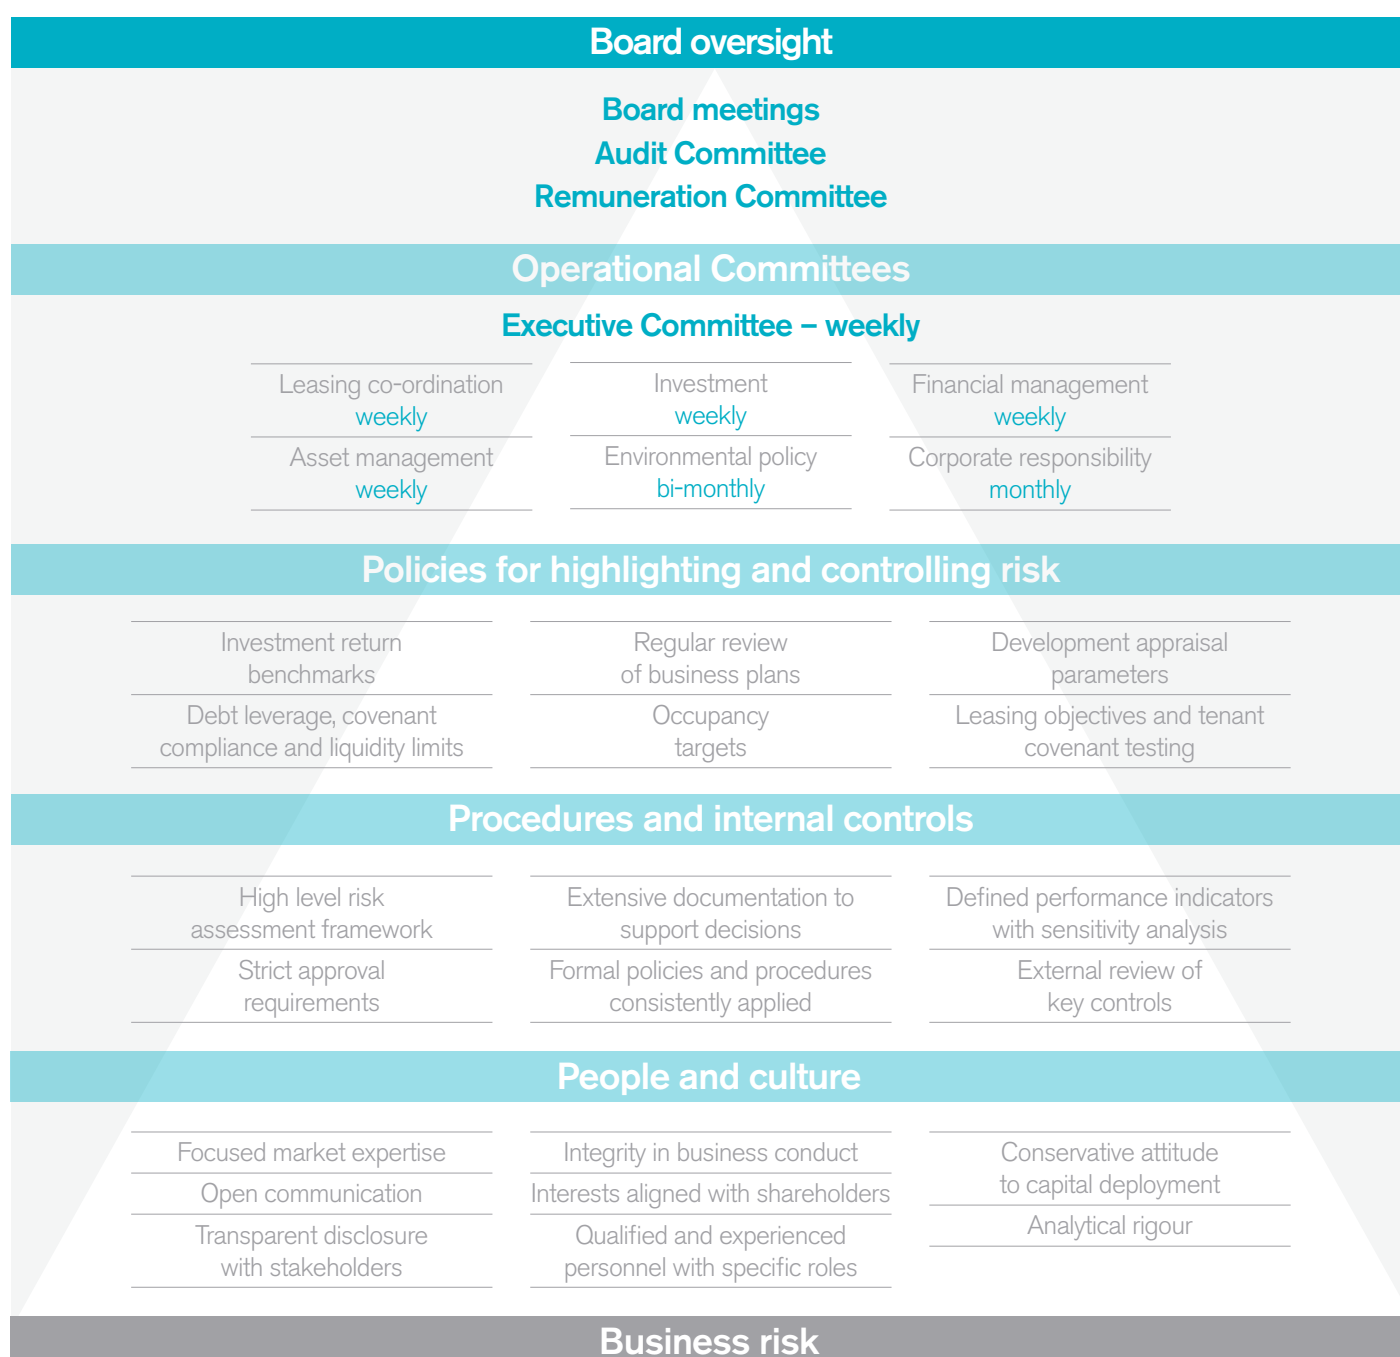 Board oversight
Board meetings
Audit Committee
Remuneration Committee
Operational Committees
Executive Committee – weekly
Leasing co-ordination
weekly
Investment
weekly
Financial management
weekly
Asset management
weekly
Environmental policy
bi-monthly
Corporate responsibility
monthly
Policies for highlighting and controlling risk
Investment return
benchmarks
Regular review
of business plans
Development appraisal
parameters
Debt leverage, covenant
compliance and liquidity limits
Occupancy
targets
Leasing objectives and tenant
covenant testing
Procedures and internal controls
High level risk
assessment framework
Extensive documentation to
support decisions
Defined performance indicators
with sensitivity analysis
Strict approval
requirements
Formal policies and procedures
consistently applied
External review of
key controls
People and culture
Focused market expertise
Open communication
Transparent disclosure
with stakeholders
Integrity in business conduct
Interests aligned with shareholders
Qualified and experienced
personnel with specific roles
Conservative attitude
to capital deployment
Analytical rigour
Business risk